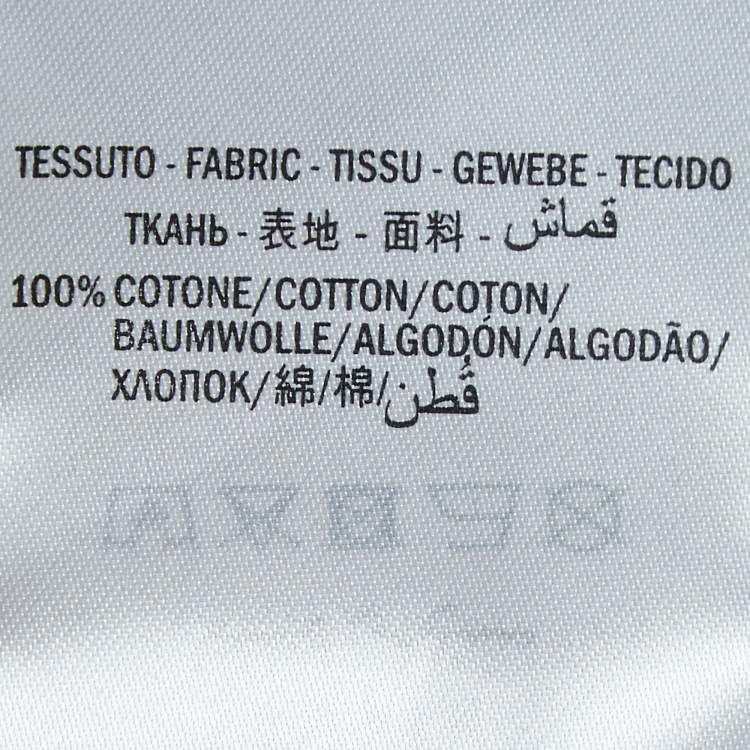 TESSUTO - FABRIC - TISSU - GEWEBE - TECIDO
ТКАНЬ - 表地 - 面料 - قماش
100% COTONE/COTTON/COTON/
BAUMWOLLE/ALGODÓN/ALGODÃO/
ХЛОПОК/綿/棉/قطن